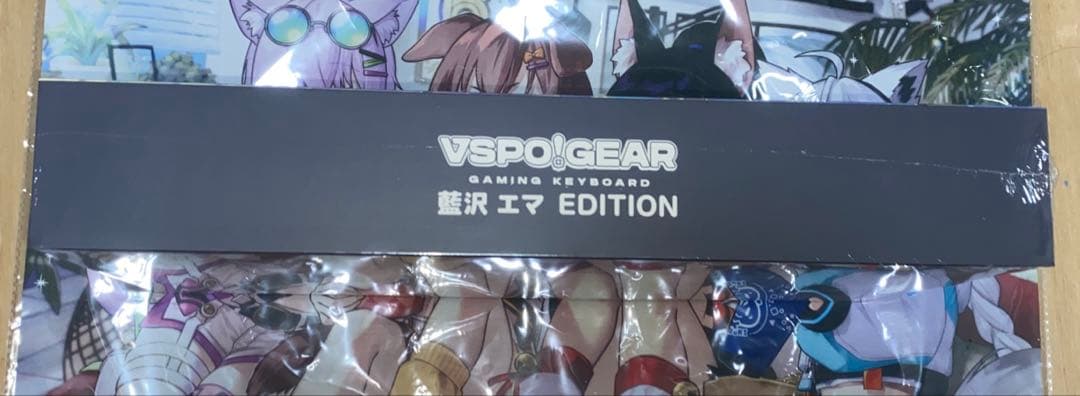 VSPO!GEAR
GAMING KEYBOARD
藍沢 エマ EDITION